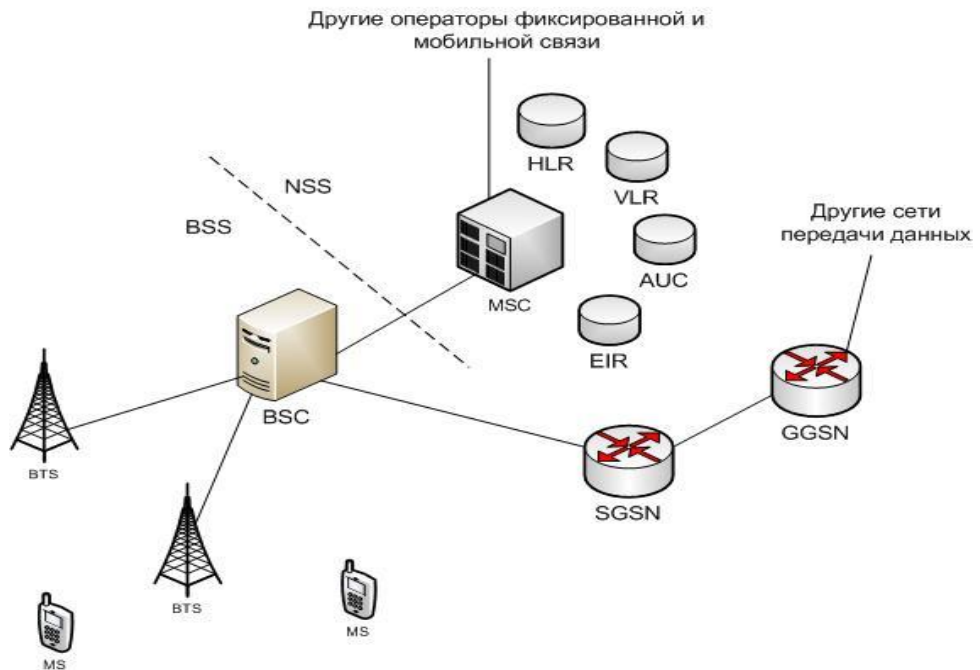 Другие операторы фиксированной и
мобильной связи
HLR
VLR
NSS
BSS
AUC
Другие сети
передачи данных
MSC
EIR
BSC
GGSN
SGSN
BTS
BTS
MS
MS